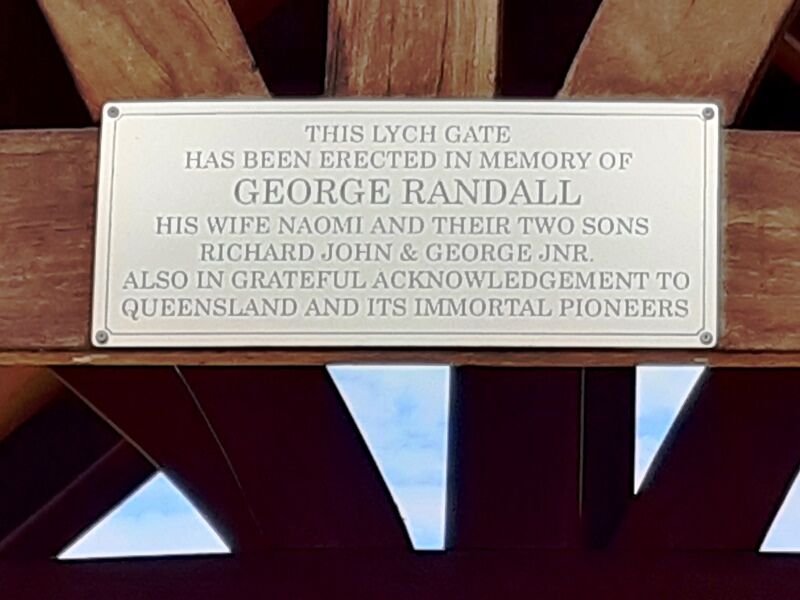 THIS LYCH GATE
HAS BEEN ERECTED IN MEMORY OF
GEORGE RANDALL
HIS WIFE NAOMI AND THEIR TWO SONS
RICHARD JOHN & GEORGE JNR.
ALSO IN GRATEFUL ACKNOWLEDGEMENT TO
QUEENSLAND AND ITS IMMORTAL PIONEERS